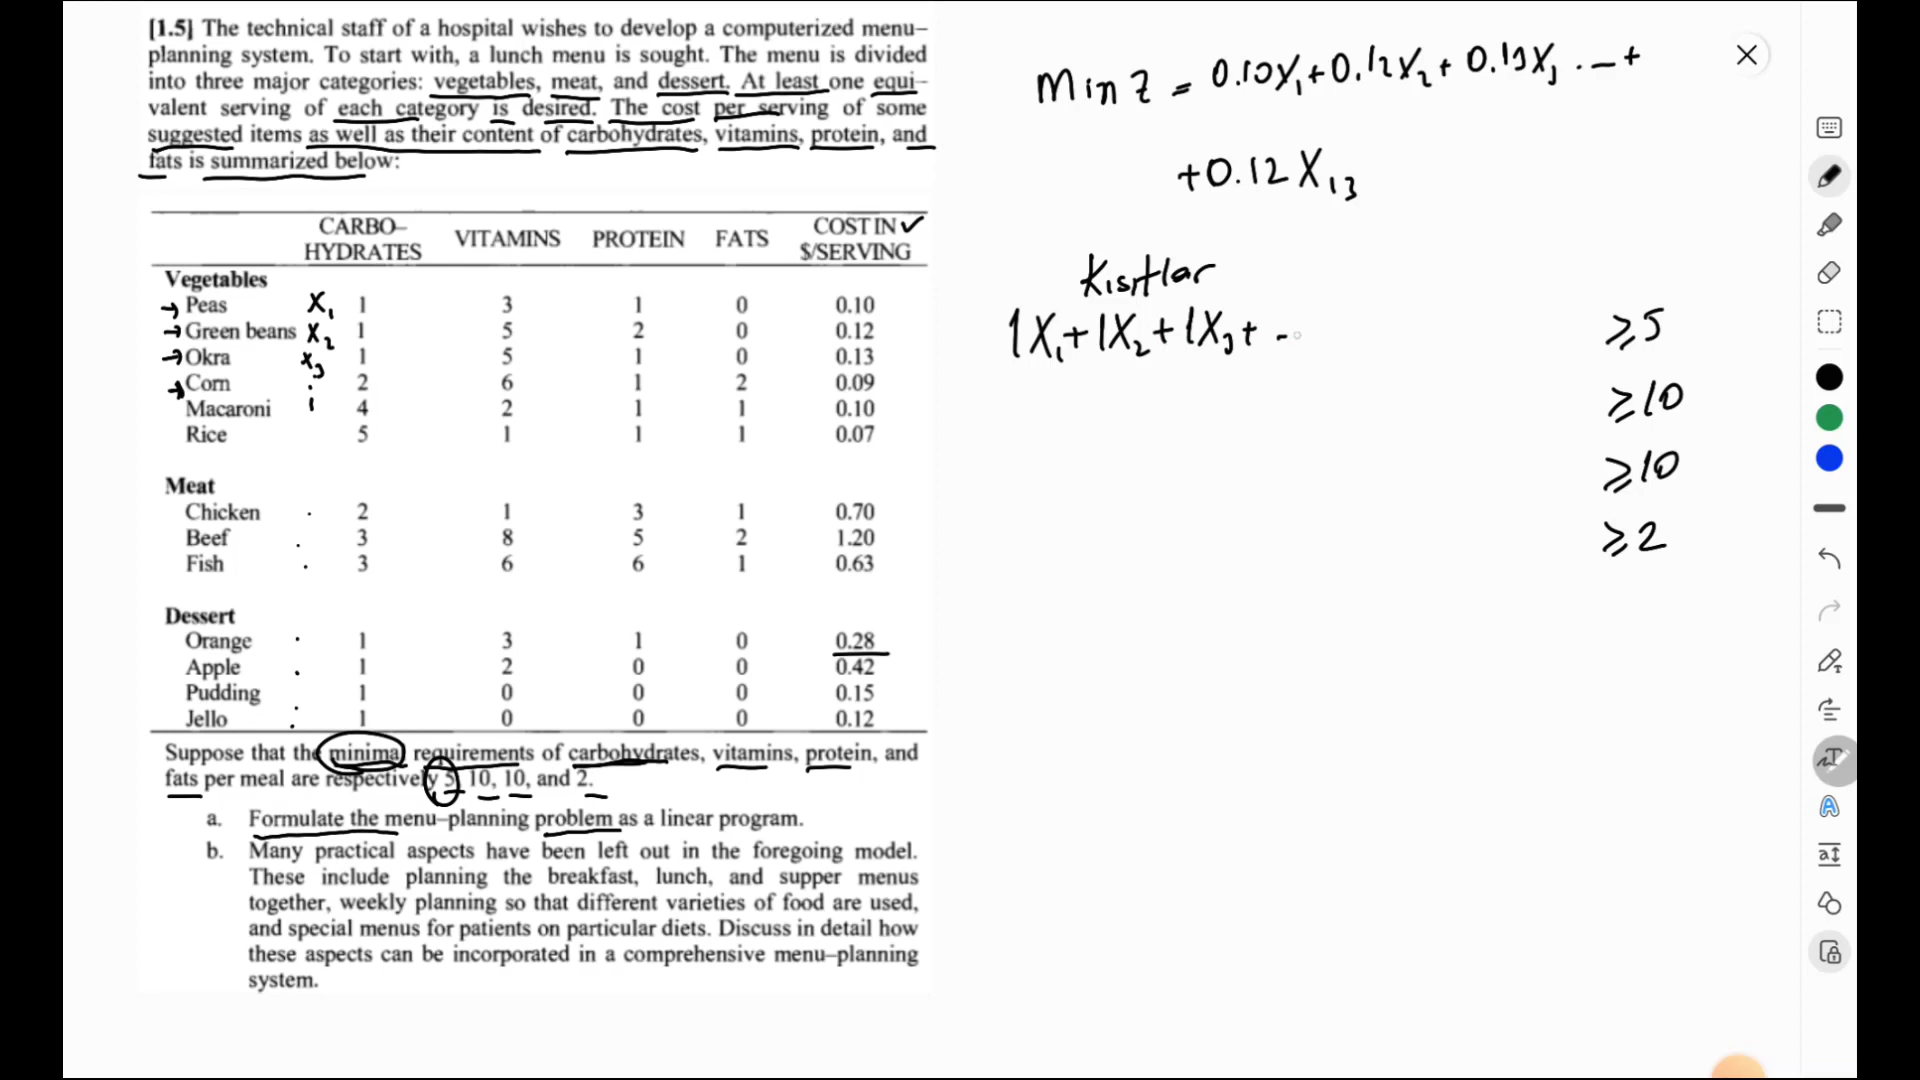 [1.5] The technical staff of a hospital wishes to develop a computerized menu–
planning system. To start with, a lunch menu is sought. The menu is divided
into three major categories: vegetables, meat, and dessert. At least one equi–
valent serving of each category is desired. The cost per serving of some
suggested items as well as their content of carbohydrates, vitamins, protein, and
fats is summarized below:
CARBO–
HYDRATES VITAMINS PROTEIN FATS COST IN ✓
$/SERVING
Vegetables
→ Peas X1 1 3 1 0 0.10
→ Green beans X2 1 5 2 0 0.12
→ Okra X3 1 5 1 0 0.13
→ Corn 2 6 1 2 0.09
Macaroni 4 2 1 1 0.10
Rice 5 1 1 1 0.07
Meat
Chicken 2 1 3 1 0.70
Beef 3 8 5 2 1.20
Fish 3 6 6 1 0.63
Dessert
Orange 1 3 1 0 0.28
Apple 1 2 0 0 0.42
Pudding 1 0 0 0 0.15
Jello 1 0 0 0 0.12
Suppose that the minimal requirements of carbohydrates, vitamins, protein, and
fats per meal are respectively 5, 10, 10, and 2.
a. Formulate the menu–planning problem as a linear program.
b. Many practical aspects have been left out in the foregoing model.
These include planning the breakfast, lunch, and supper menus
together, weekly planning so that different varieties of food are used,
and special menus for patients on particular diets. Discuss in detail how
these aspects can be incorporated in a comprehensive menu–planning
system.
Min Z = 0.10X1+0.12X2+0.13X3 ... +
+0.12X13
Kısıtlar
1X1+1X2+1X3+ .. ≥5
≥10
≥10
≥2